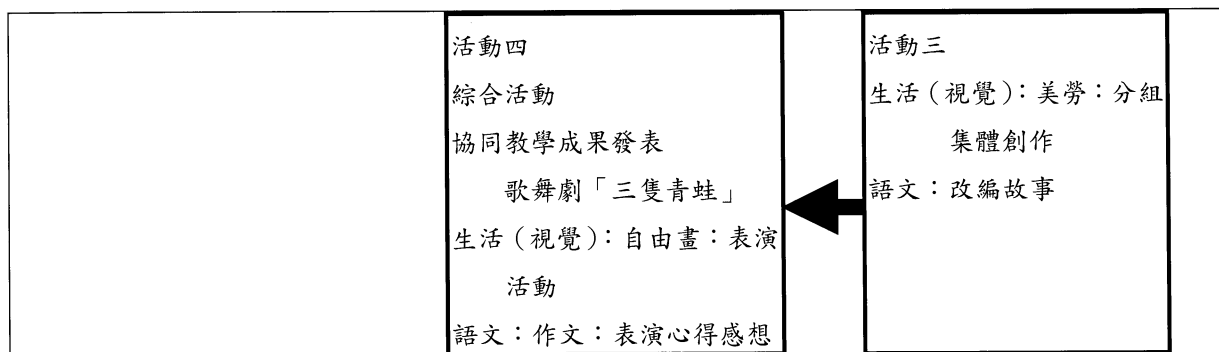 活動四
綜合活動
協同教學成果發表
歌舞劇「三隻青蛙」
生活（視覺）：自由畫：表演
活動
語文：作文：表演心得感想
活動三
生活（視覺）：美勞：分組
集體創作
語文：改編故事